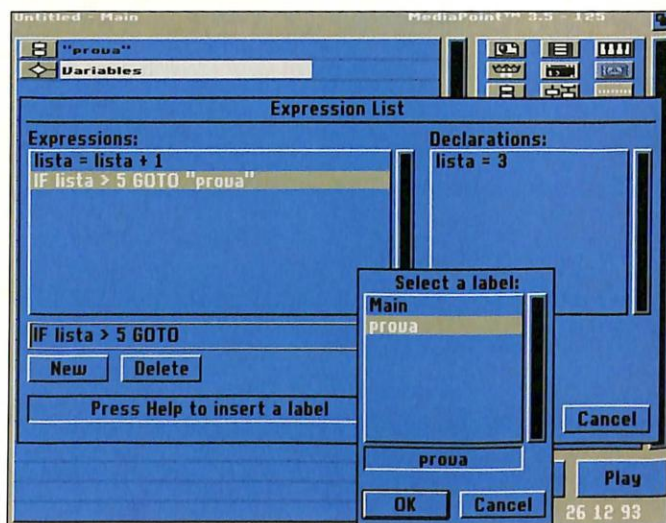 Untitled - Main
MediaPoint™ 3.5 - 125
"prova"
Variables
Expression List
Expressions:
lista = lista + 1
IF lista > 5 GOTO "prova"
Declarations:
lista = 3
IF lista > 5 GOTO
New
Delete
Press Help to insert a label
Select a label:
Main
prova
prova
OK
Cancel
Cancel
Play
26 12 93